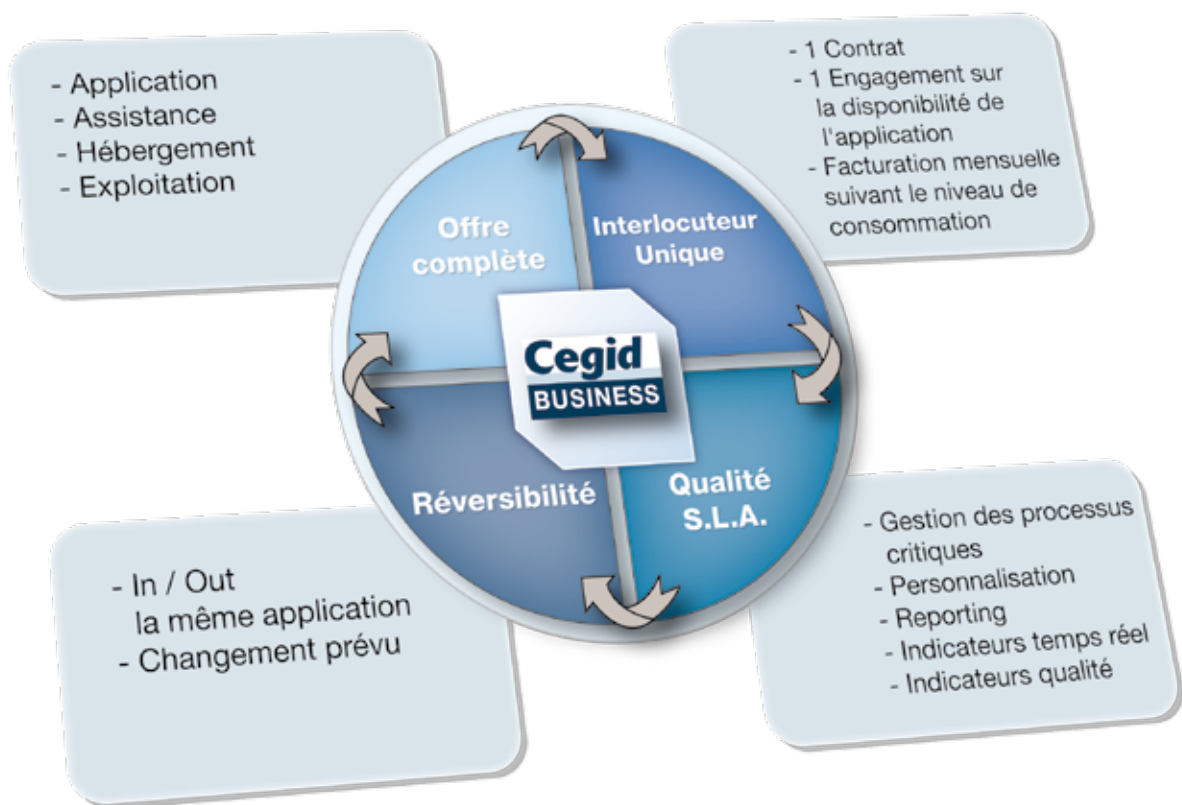 - Application
- Assistance
- Hébergement
- Exploitation
- 1 Contrat
- 1 Engagement sur
la disponibilité de
l'application
- Facturation mensuelle
suivant le niveau de
consommation
Offre
complète
Interlocuteur
Unique
Cegid
BUSINESS
Réversibilité
Qualité
S.L.A.
- In / Out
la même application
- Changement prévu
- Gestion des processus
critiques
- Personnalisation
- Reporting
- Indicateurs temps réel
- Indicateurs qualité